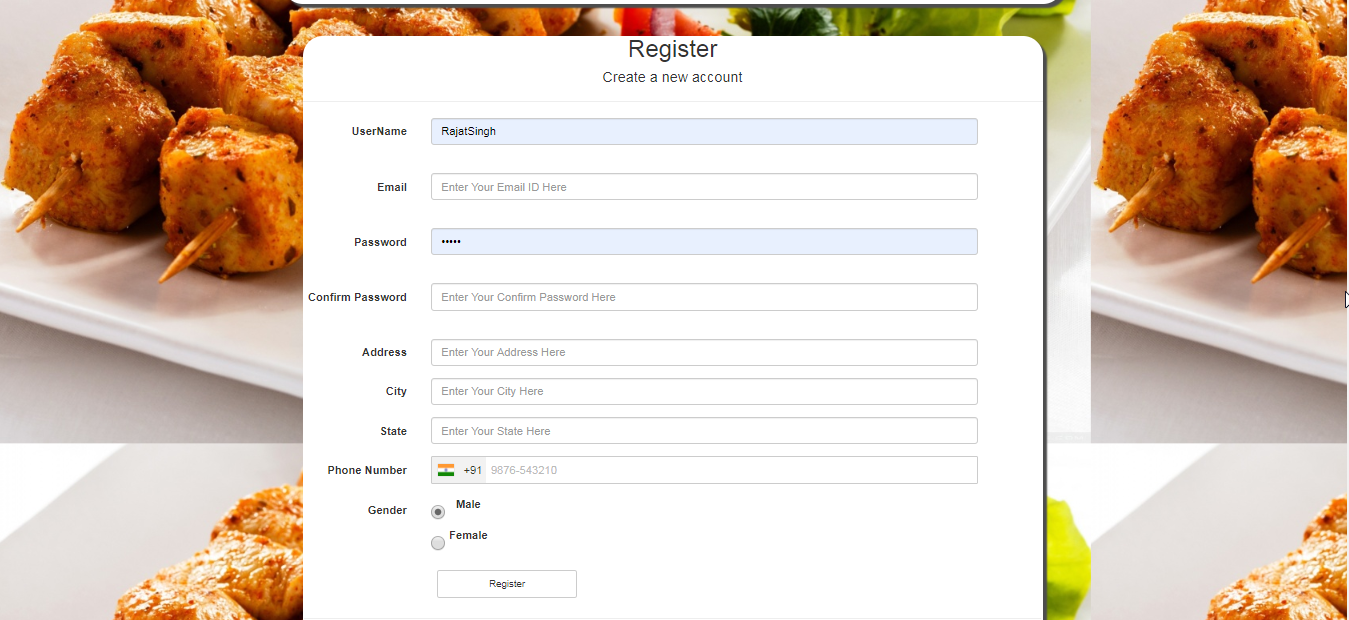 Register
Create a new account
UserName RajatSingh
Email Enter Your Email ID Here
Password •••••
Confirm Password Enter Your Confirm Password Here
Address Enter Your Address Here
City Enter Your City Here
State Enter Your State Here
Phone Number +91 9876-543210
Gender Male
Female
Register